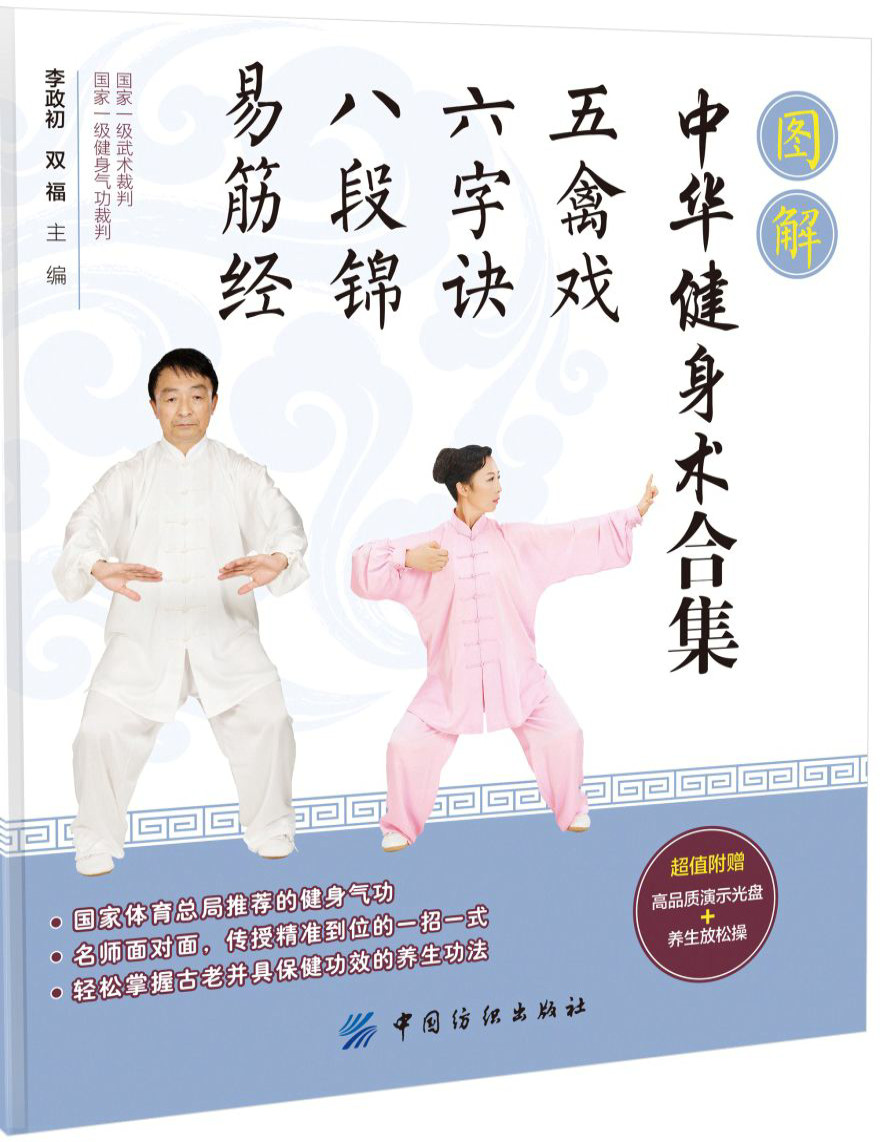 图解
中华健身术合集
五禽戏
六字诀
八段锦
易筋经
国家一级武术裁判
国家一级健身气功裁判
李政初 双福 主编
国家体育总局推荐的健身气功
名师面对面，传授精准到位的一招一式
轻松掌握古老并具保健功效的养生功法
超值附赠
高品质演示光盘
+
养生放松操
中国纺织出版社